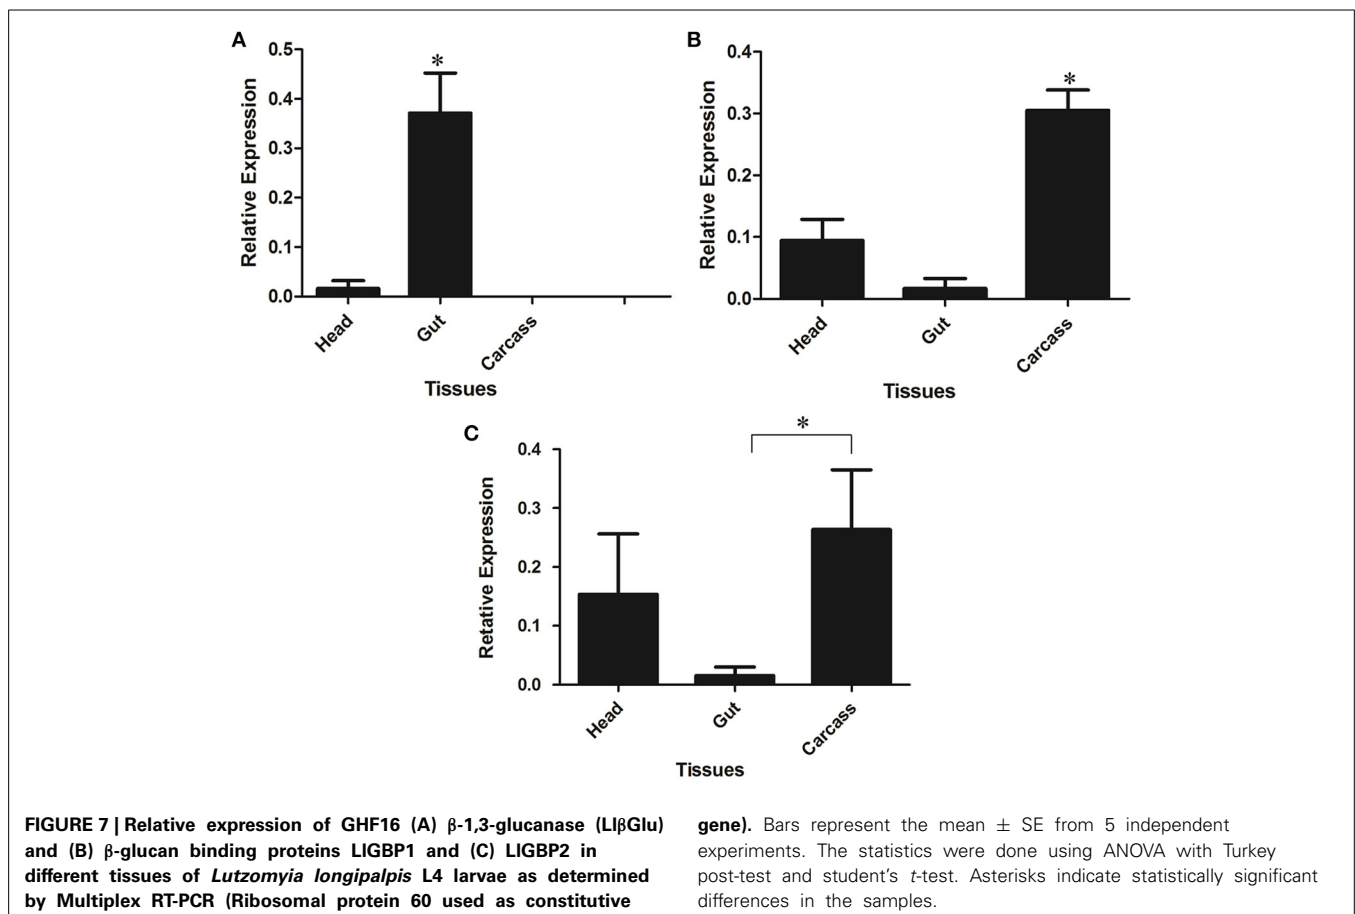 A
0.5
0.4
0.3
0.2
0.1
0.0
Relative Expression
*
Head
Gut
Carcass
Tissues
B
0.4
0.3
0.2
0.1
0.0
Relative Expression
*
Head
Gut
Carcass
Tissues
C
0.4
0.3
0.2
0.1
0.0
Retative Expression
*
Head
Gut
Carcass
Tissues
FIGURE 7 | Relative expression of GHF16 (A) β-1,3-glucanase (LlβGlu)
and (B) β-glucan binding proteins LlGBP1 and (C) LlGBP2 in
different tissues of Lutzomyia longipalpis L4 larvae as determined
by Multiplex RT-PCR (Ribosomal protein 60 used as constitutive
gene). Bars represent the mean ± SE from 5 independent
experiments. The statistics were done using ANOVA with Turkey
post-test and student's t-test. Asterisks indicate statistically significant
differences in the samples.